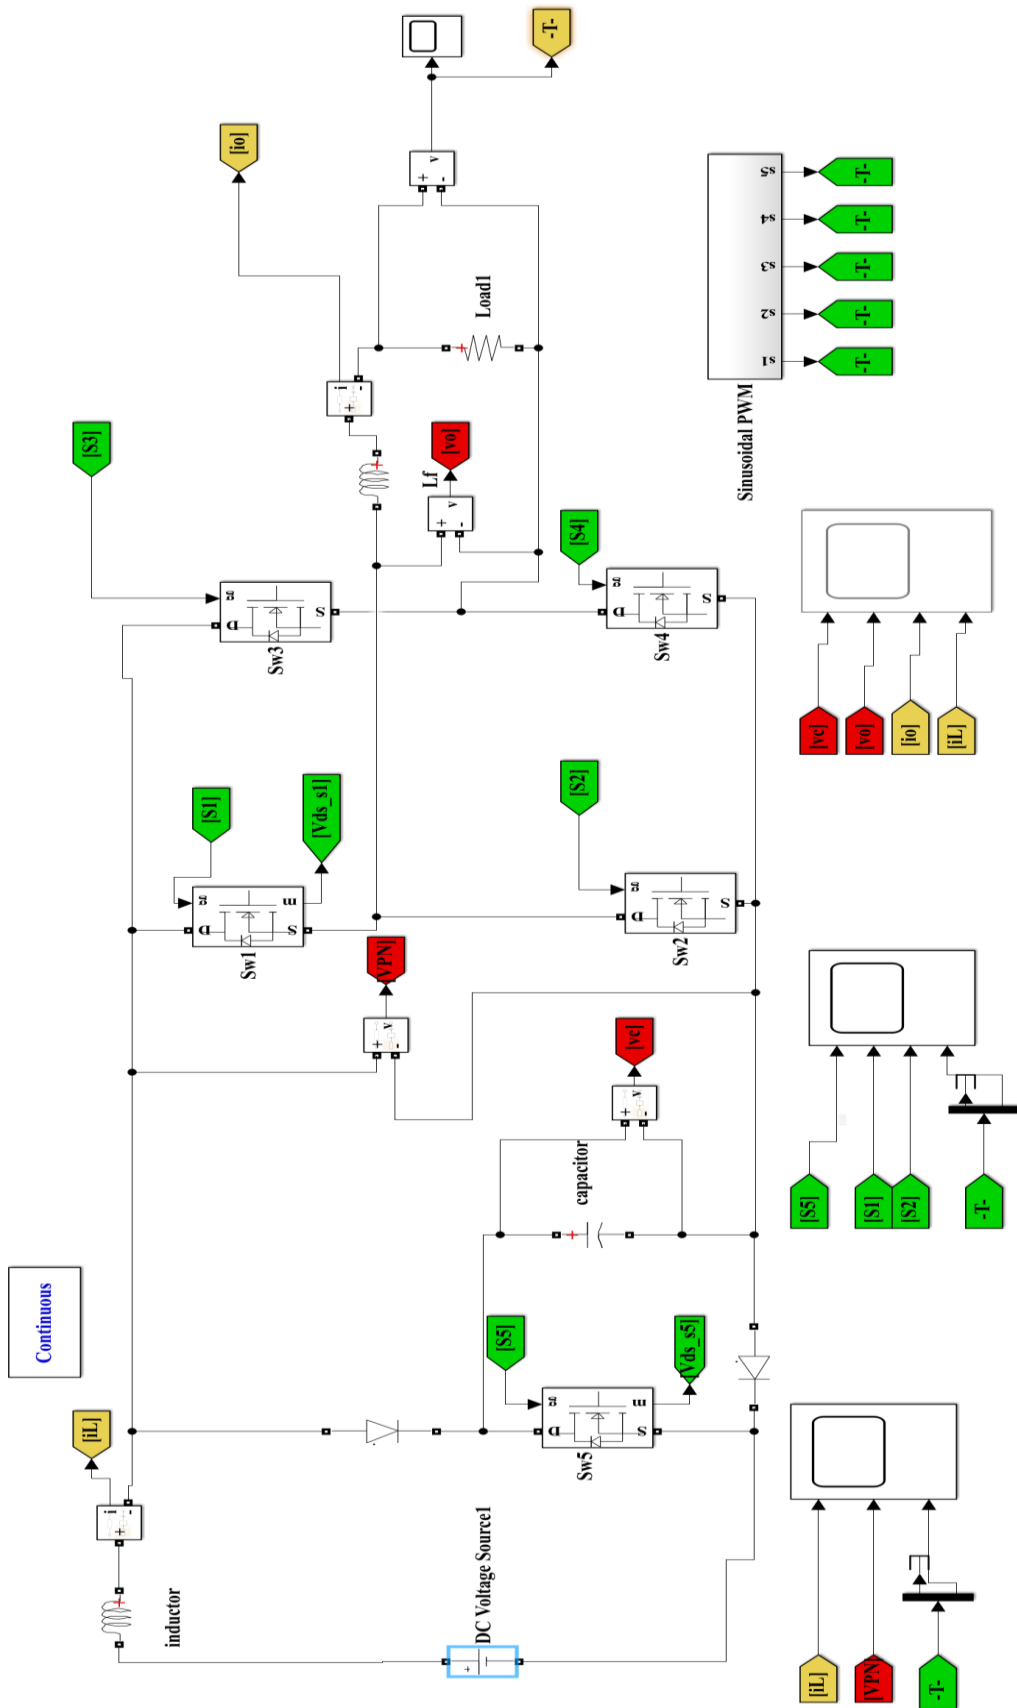 Continuous
[iL]
inductor
DC Voltage Source1
i
+
-
D
S
g
m
Sw5
[S5]
[Vds_s5]
capacitor
+
-
v
[vc]
+
-
v
[VPN]
D
S
g
m
Sw1
[S1]
[Vds_s1]
D
S
g
Sw2
[S2]
D
S
g
Sw3
[S3]
D
S
g
Sw4
[S4]
+
-
v
[vo]
Lf
+
i
-
[io]
Load1
+
-
v
-T-
s1
s2
s3
s4
s5
-T-
-T-
-T-
-T-
-T-
Sinusoidal PWM
[vc]
[vo]
[io]
[iL]
[S5]
[S1]
[S2]
-T-
[iL]
[VPN]
-T-